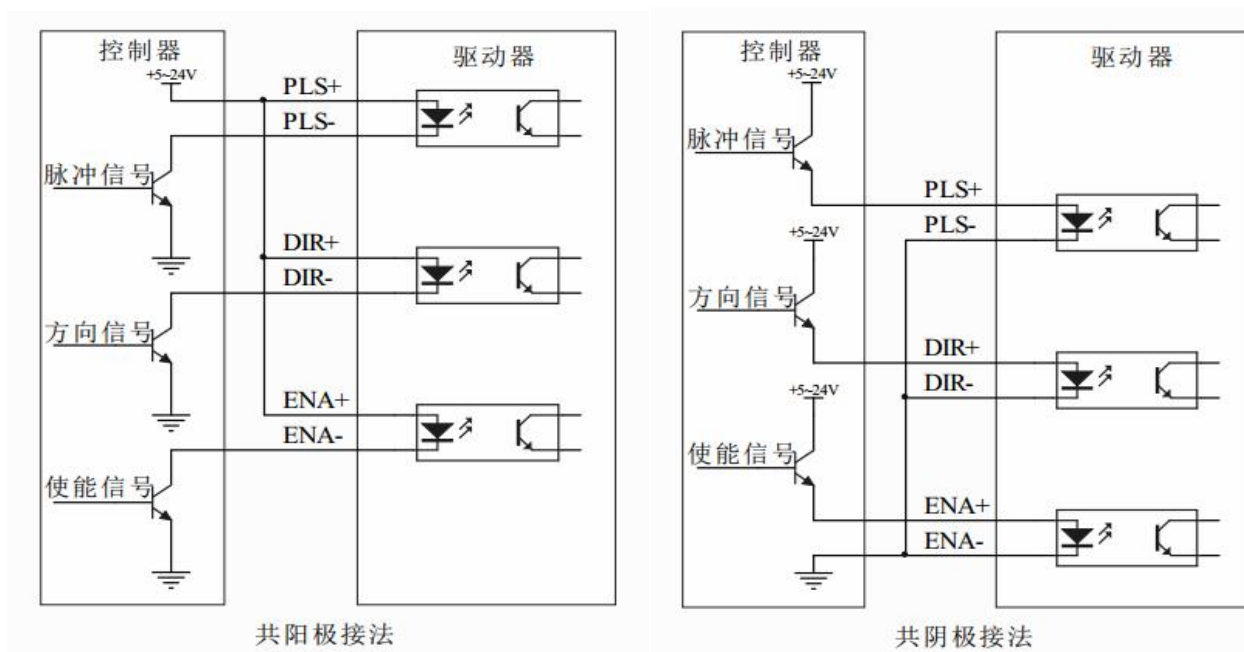 控制器
驱动器
+5~24V
PLS+
PLS-
脉冲信号
DIR+
DIR-
方向信号
ENA+
ENA-
使能信号
共阳极接法
控制器
驱动器
+5~24V
脉冲信号
PLS+
PLS-
+5~24V
方向信号
DIR+
DIR-
+5~24V
使能信号
ENA+
ENA-
共阴极接法